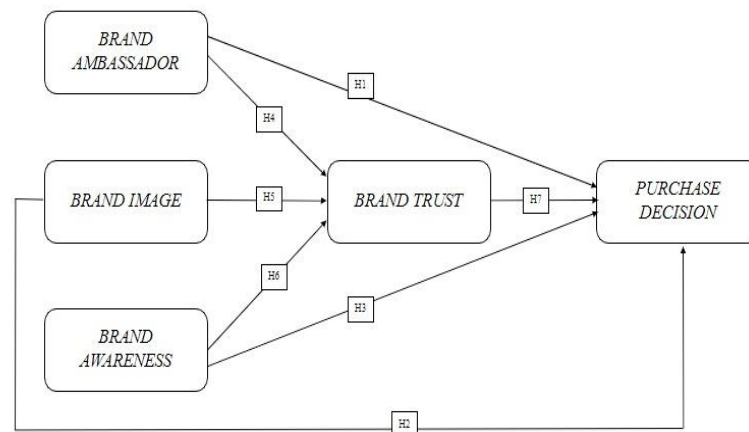 BRAND
AMBASSADOR
H1
H4
BRAND IMAGE
H5
BRAND TRUST
H7
PURCHASE
DECISION
H6
H3
BRAND
AWARENESS
H2